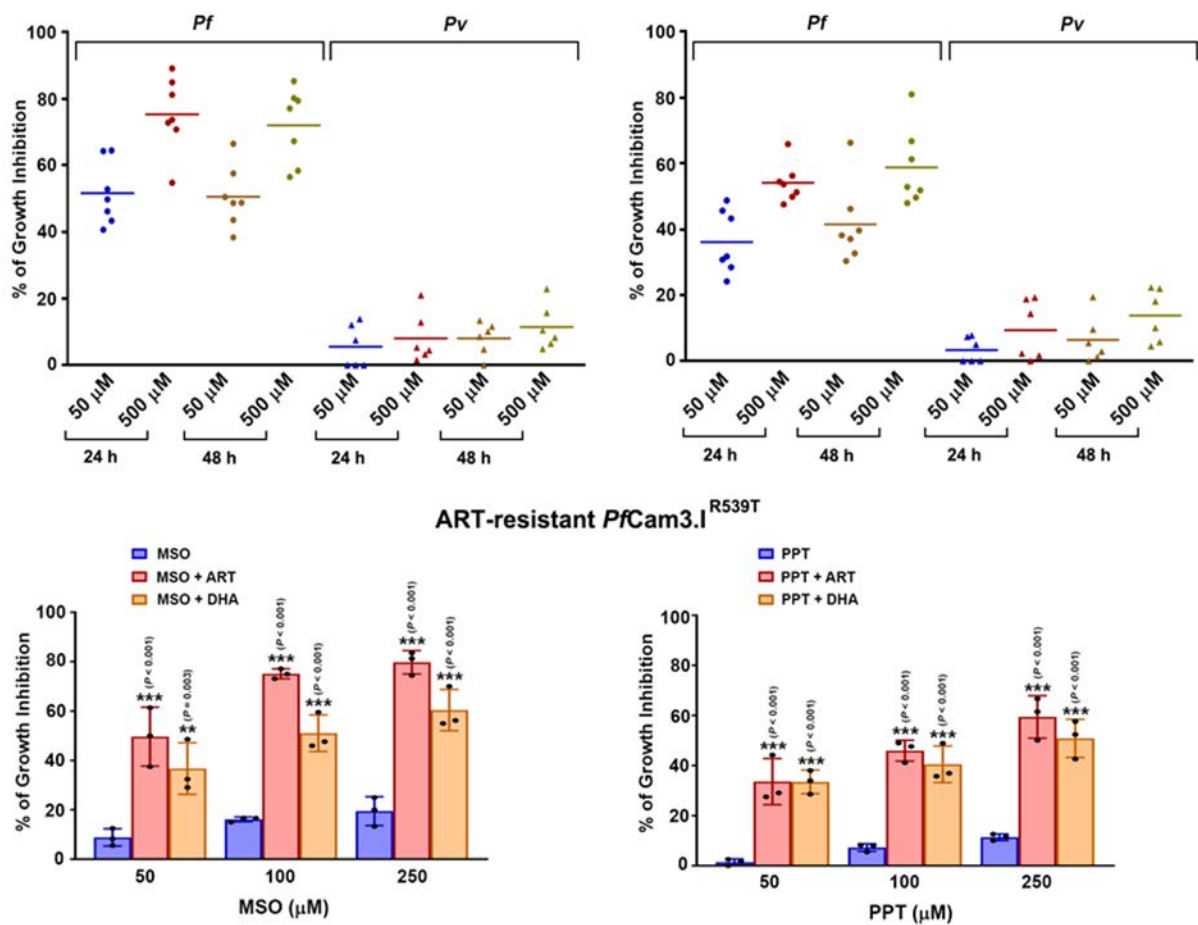 Pf Pv
% of Growth Inhibition
100
80
60
40
20
0
50 μM 500 μM 50 μM 500 μM 50 μM 500 μM 50 μM 500 μM
24 h 48 h 24 h 48 h
Pf Pv
% of Growth Inhibition
100
80
60
40
20
0
50 μM 500 μM 50 μM 500 μM 50 μM 500 μM 50 μM 500 μM
24 h 48 h 24 h 48 h
ART-resistant PfCam3.I^R539T
MSO
MSO + ART
MSO + DHA
% of Growth Inhibition
100
80
60
40
20
0
*** (P < 0.001)
** (P = 0.003)
*** (P < 0.001)
*** (P < 0.001)
*** (P < 0.001)
*** (P < 0.001)
50 100 250
MSO (μM)
PPT
PPT + ART
PPT + DHA
% of Growth Inhibition
100
80
60
40
20
0
*** (P < 0.001)
*** (P < 0.001)
*** (P < 0.001)
*** (P < 0.001)
*** (P < 0.001)
*** (P < 0.001)
50 100 250
PPT (μM)